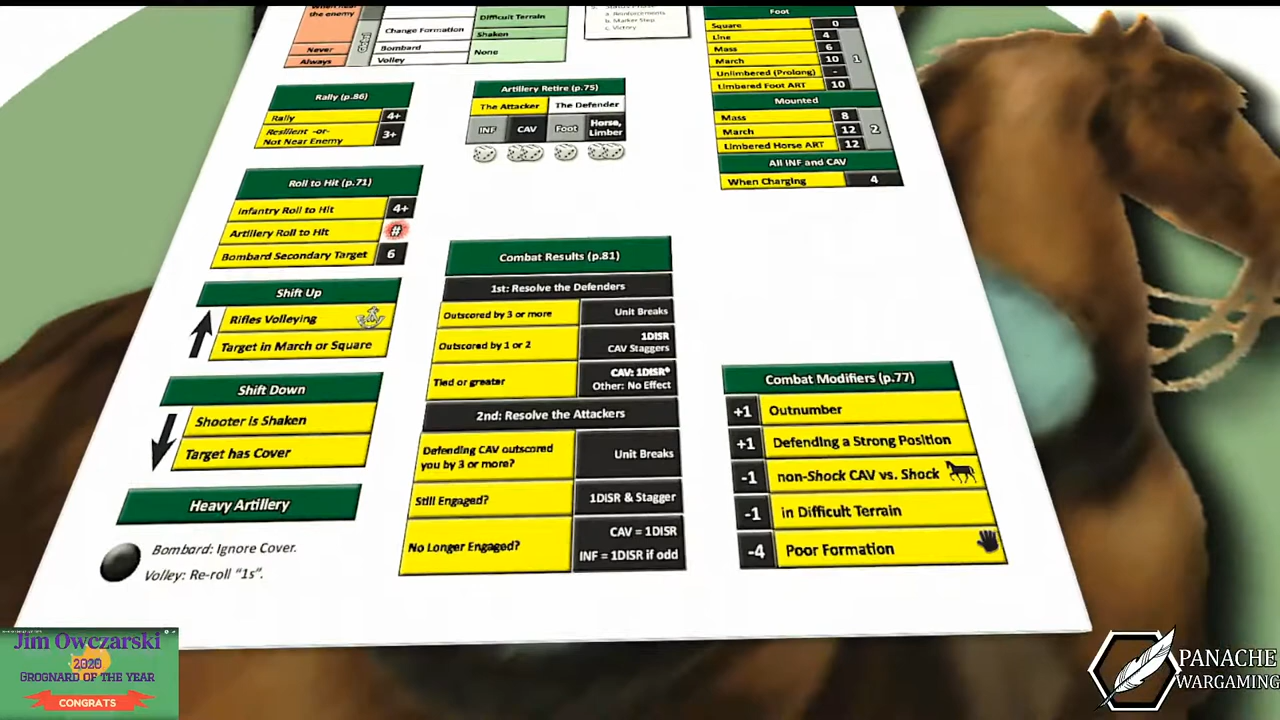 the enemy
Never
Always
Change Formation
Bombard
Volley
Difficult Terrain
Shaken
None
a. Reinforcements
b. Marker Step
c. Victory
Foot
Square 0
Line 4
Mass 6
March 10
1
Unlimbered (Prolong) -
Limbered Foot ART 10
Mounted
Mass 8
March 12
2
Limbered Horse ART 12
All INF and CAV
When Charging 4
Rally (p.86)
Rally 4+
Resilient -or-
Not Near Enemy 3+
Artillery Retire (p.75)
The Attacker The Defender
INF CAV Foot Horse,
Limber
Roll to Hit (p.71)
Infantry Roll to Hit 4+
Artillery Roll to Hit #
Bombard Secondary Target 6
Shift Up
Rifles Volleying
Target in March or Square
Shift Down
Shooter is Shaken
Target has Cover
Heavy Artillery
Bombard: Ignore Cover.
Volley: Re-roll "1s".
Combat Results (p.81)
1st: Resolve the Defenders
Outscored by 3 or more Unit Breaks
Outscored by 1 or 2 1DISR
CAV Staggers
Tied or greater CAV: 1DISR*
Other: No Effect
2nd: Resolve the Attackers
Defending CAV outscored
you by 3 or more? Unit Breaks
Still Engaged? 1DISR & Stagger
No Longer Engaged? CAV = 1DISR
INF = 1DISR if odd
Combat Modifiers (p.77)
+1 Outnumber
+1 Defending a Strong Position
-1 non-Shock CAV vs. Shock
-1 in Difficult Terrain
-4 Poor Formation
Jim Owczarski
2020
GROGNARD OF THE YEAR
CONGRATS
PANACHE
WARGAMING